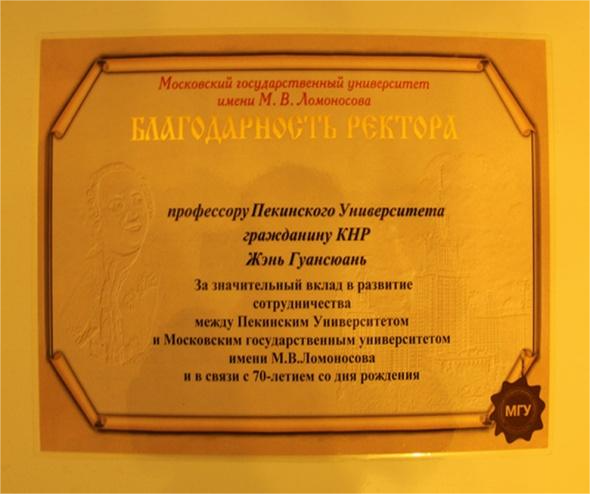 Московский государственный университет
имени М. В. Ломоносова
БЛАГОДАРНОСТЬ РЕКТОРА
профессору Пекинского Университета
гражданину КНР
Жэнь Гуансюань
За значительный вклад в развитие
сотрудничества
между Пекинским Университетом
и Московским государственным университетом
имени М.В.Ломоносова
и в связи с 70-летием со дня рождения
МГУ